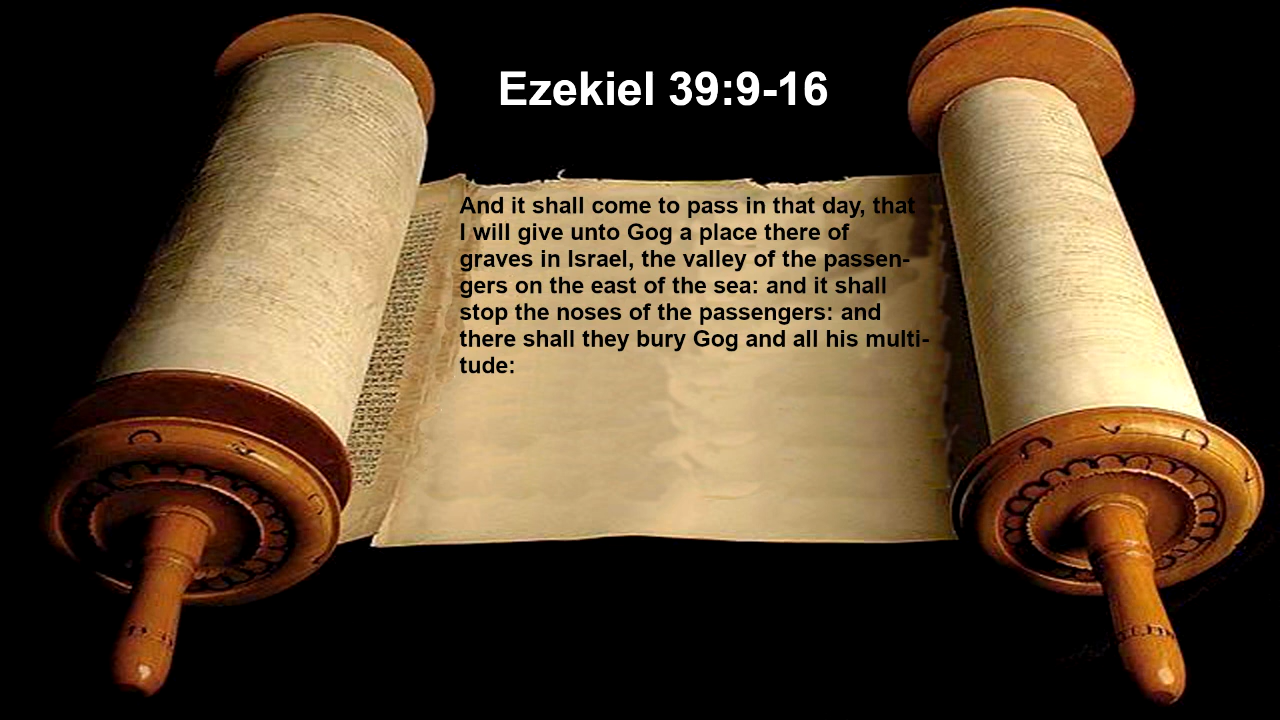 Ezekiel 39:9-16
And it shall come to pass in that day, that
I will give unto Gog a place there of
graves in Israel, the valley of the passen-
gers on the east of the sea: and it shall
stop the noses of the passengers: and
there shall they bury Gog and all his multi-
tude: